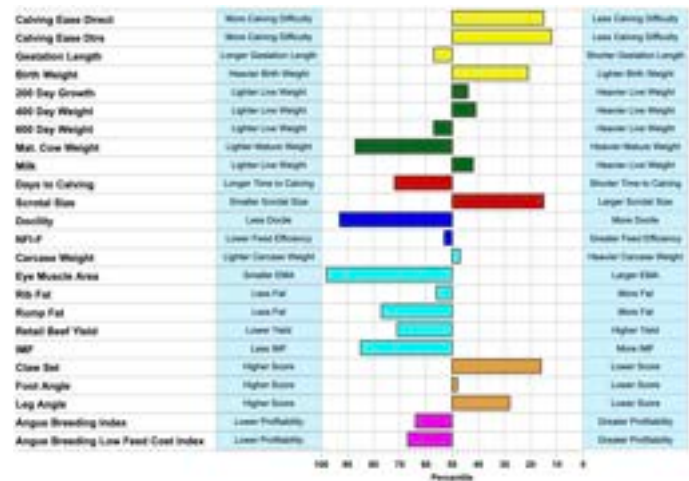 Calving Ease Direct More Calving Difficulty Less Calving Difficulty
Calving Ease Dtrs More Calving Difficulty Less Calving Difficulty
Gestation Length Longer Gestation Length Shorter Gestation Length
Birth Weight Heavier Birth Weight Lighter Birth Weight
200 Day Growth Lighter Live Weight Heavier Live Weight
400 Day Weight Lighter Live Weight Heavier Live Weight
600 Day Weight Lighter Live Weight Heavier Live Weight
Mat. Cow Weight Lighter Mature Weight Heavier Mature Weight
Milk Lighter Live Weight Heavier Live Weight
Days to Calving Longer Time to Calving Shorter Time to Calving
Scrotal Size Smaller Scrotal Size Larger Scrotal Size
Docility Less Docile More Docile
NFI-F Lower Feed Efficiency Greater Feed Efficiency
Carcase Weight Lighter Carcase Weight Heavier Carcase Weight
Eye Muscle Area Smaller EMA Larger EMA
Rib Fat Less Fat More Fat
Rump Fat Less Fat More Fat
Retail Beef Yield Lower Yield Higher Yield
IMF Less IMF More IMF
Claw Set Higher Score Lower Score
Foot Angle Higher Score Lower Score
Leg Angle Higher Score Lower Score
Angus Breeding Index Lower Profitability Greater Profitability
Angus Breeding Low Feed Cost Index Lower Profitability Greater Profitability
100 90 80 70 60 50 40 30 20 10 0
Percentile